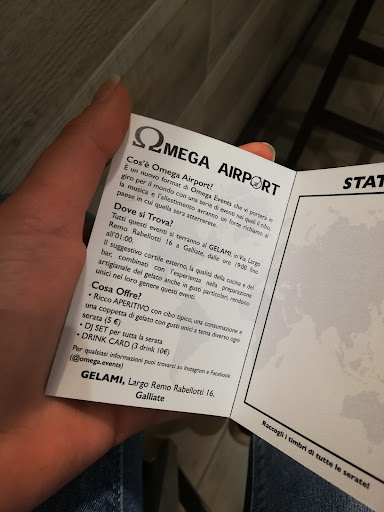 ΩMEGA AIRPORT
Cos'è Omega Airport?
È un nuovo format di Omega Events che vi porterà in
giro per il mondo con una serie di eventi nei quali il cibo,
la musica e l'allestimento avranno un forte richiamo al
paese in cui quella sera atterrarete.
Dove si Trova?
Tutti questi eventi si terranno al GELAMI, in Via Largo
Remo Rabellotti 16 a Galliate, dalle ore 19:00 fino
all'01:00.
Il suggestivo cortile esterno, la qualità della cucina e del
bar, combinati con l'esperienza nella preparazione
artigianale del gelato anche in gusti particolari, rendono
unici nel loro genere questi eventi.
Cosa Offre?
• Ricco APERITIVO con cibo tipico, una consumazione e
una coppetta di gelato con gusti unici a tema diverso ogni
serata (5 €)
• DJ SET per tutta la serata
• DRINK CARD (3 drink 10€)
Per qualsiasi informazioni puoi trovarci su Instagram e Facebook
(@omega.events)
GELAMI, Largo Remo Rabellotti 16,
Galliate
STAT
Raccogli i timbri di tutte le serate!